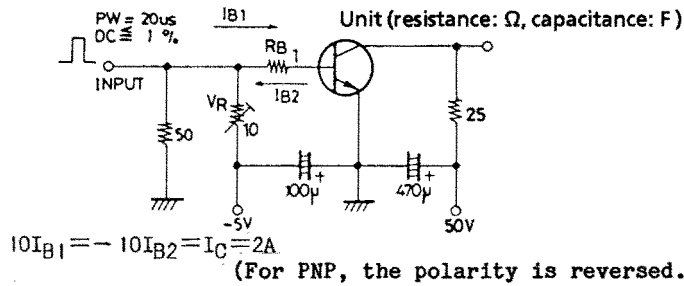 PW = 20us
DC ≦ 1 %
IB1
Unit (resistance: Ω, capacitance: F)
RB 1
INPUT
IB2
VR
10
50
25
100μ
+
470μ
+
-5V
50V
10IB1=-10IB2=IC=2A
(For PNP, the polarity is reversed.